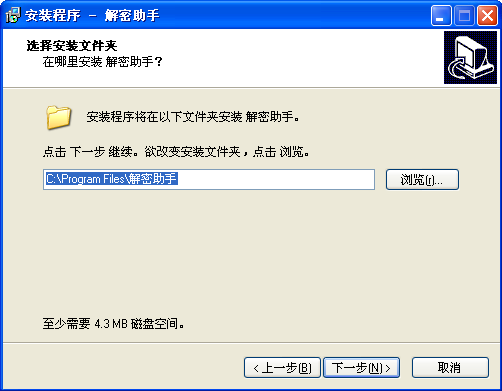 安装程序 - 解密助手
选择安装文件夹
在哪里安装 解密助手?
安装程序将在以下文件夹安装 解密助手。
点击 下一步 继续。欲改变安装文件夹，点击 浏览。
C:\Program Files\解密助手
浏览(r)...
至少需要 4.3 MB 磁盘空间。
<上一步(B)
下一步(N)>
取消